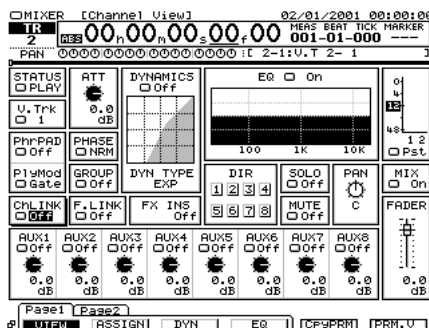 MIXER [Channel View] 02/01/2001 00:00:00
TR 2 ABS 00h00m00s00f00 MEAS BEAT TICK MARKER
001-01-000 ---
PAN [ 2-1:V.T 2- 1 ]
STATUS ATT DYNAMICS EQ On
PLAY Off
V.Trk 0.0
1 dB
PhrPAD PHASE 100 1K 10K 1 2
Off NRM Pst
PlyMod GROUP DYN TYPE DIR SOLO PAN MIX
Gate Off EXP 1 2 3 4 Off On
ChLINK F.LINK FX INS 5 6 7 8 MUTE C FADER
Off Off Off Off
AUX1 AUX2 AUX3 AUX4 AUX5 AUX6 AUX7 AUX8
Off Off Off Off Off Off Off Off
0.0 0.0 0.0 0.0 0.0 0.0 0.0 0.0 0.0
dB dB dB dB dB dB dB dB dB
Page1 Page2
VIEW ASSIGN DYN EQ CPyPRM PRM.V